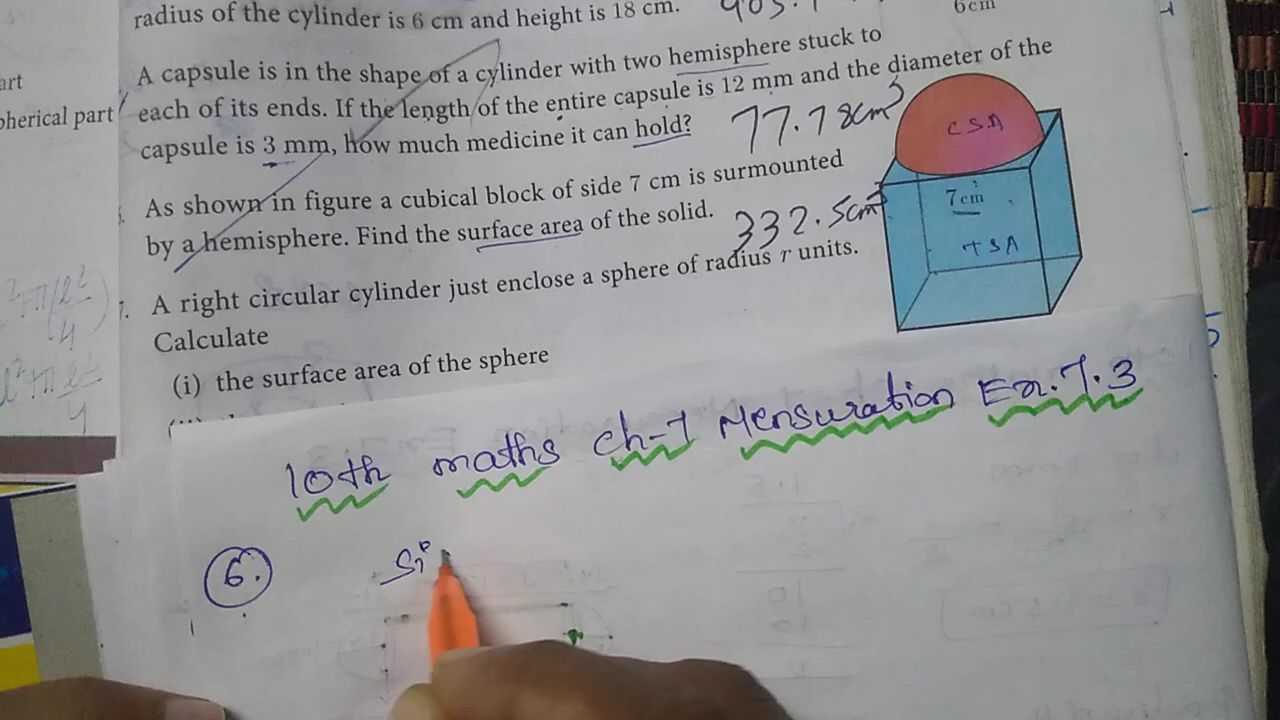 radius of the cylinder is 6 cm and height is 18 cm.
6cm
A capsule is in the shape of a cylinder with two hemisphere stuck to
each of its ends. If the length of the entire capsule is 12 mm and the diameter of the
capsule is 3 mm, how much medicine it can hold? 77.78cm³
art
pherical part
As shown in figure a cubical block of side 7 cm is surmounted
by a hemisphere. Find the surface area of the solid. 332.5cm²
CSA
7cm
TSA
7. A right circular cylinder just enclose a sphere of radius r units.
Calculate
(i) the surface area of the sphere
10th maths ch-7 Mensuration Ex.7.3
6.